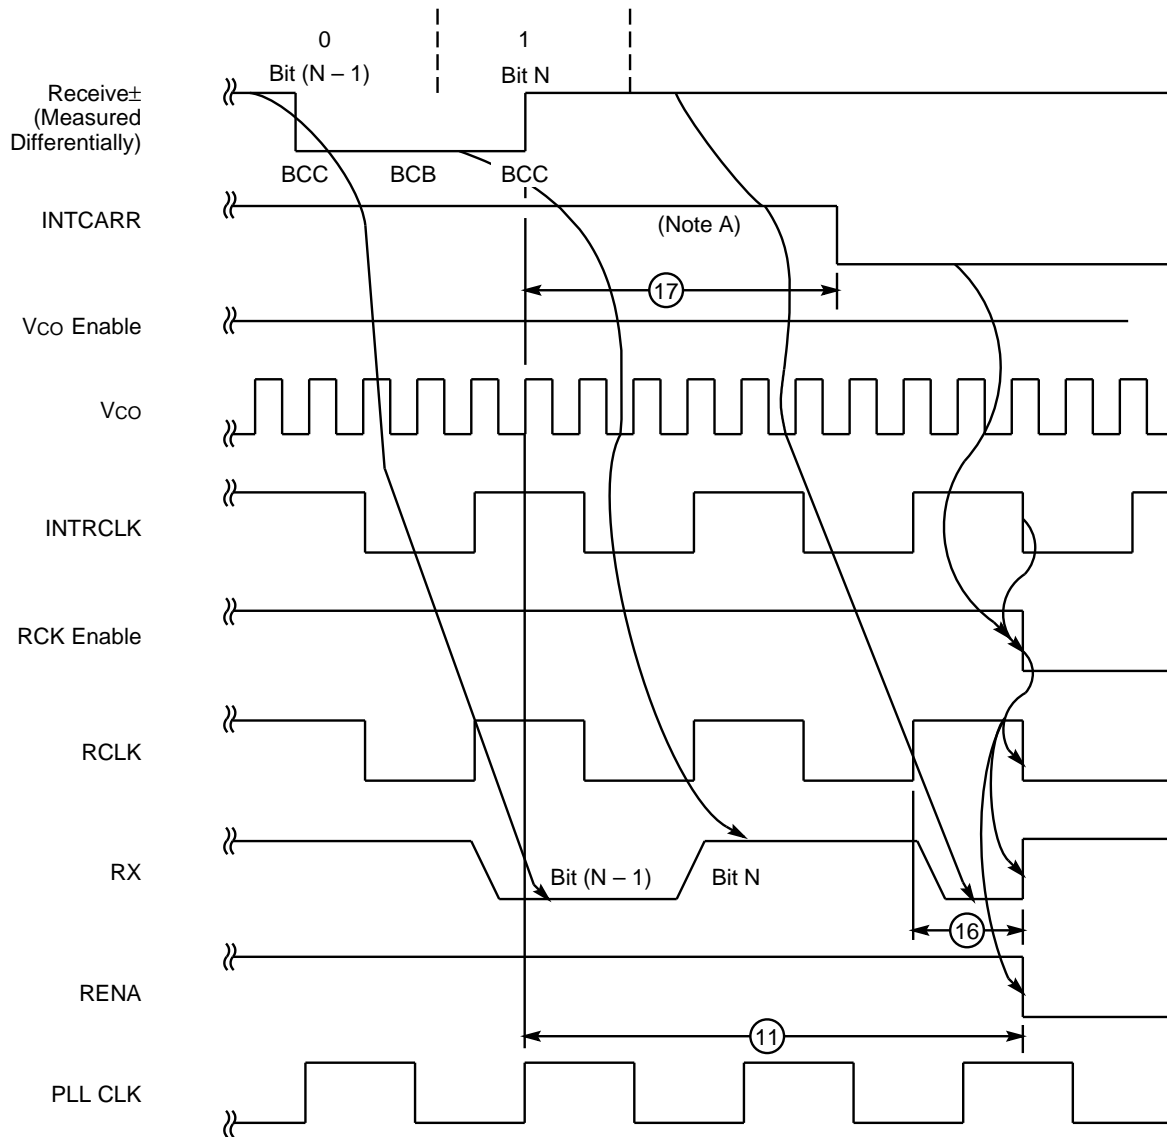 0
1
Bit (N – 1)
Bit N
Receive±
(Measured
Differentially)
BCC
BCB
BCC
INTCARR
(Note A)
17
VCO Enable
VCO
INTRCLK
RCK Enable
RCLK
RX
Bit (N – 1)
Bit N
16
RENA
11
PLL CLK